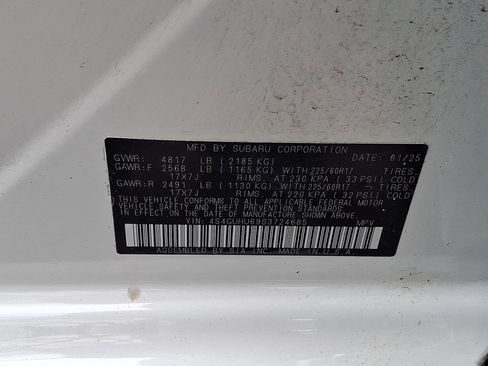 MFD BY SUBARU CORPORATION DATE: 01/25
GVWR: 4817 LB (2185 KG)
GAWR:F 2568 LB (1165 KG) WITH 225/60R17 TIRES,
17X7J RIMS, AT 230 KPA (33 PSI) COLD
GAWR:R 2491 LB (1130 KG) WITH 225/60R17 TIRES,
17X7J RIMS, AT 220 KPA (32 PSI) COLD
THIS VEHICLE CONFORMS TO ALL APPLICABLE FEDERAL MOTOR
VEHICLE SAFETY, BUMPER, AND THEFT PREVENTION STANDARDS
IN EFFECT ON THE DATE OF MANUFACTURE SHOWN ABOVE.
VIN: 4S4GUHU69S3724685 MPV
ASSEMBLED BY SIA INC. MADE IN U.S.A.